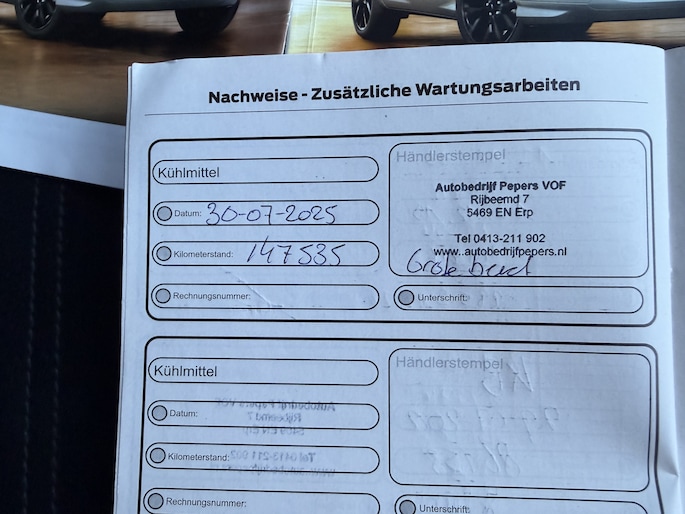 Nachweise - Zusätzliche Wartungsarbeiten
Kühlmittel
Datum: 30-07-2025
Kilometerstand: 147535
Rechnungsnummer:
Händlerstempel
Autobedrijf Pepers VOF
Rijbeemd 7
5469 EN Erp
Tel 0413-211 902
www.autobedrijfpepers.nl
Grote beurt
Unterschrift:
Kühlmittel
Datum:
Kilometerstand:
Rechnungsnummer:
Händlerstempel
Unterschrift: